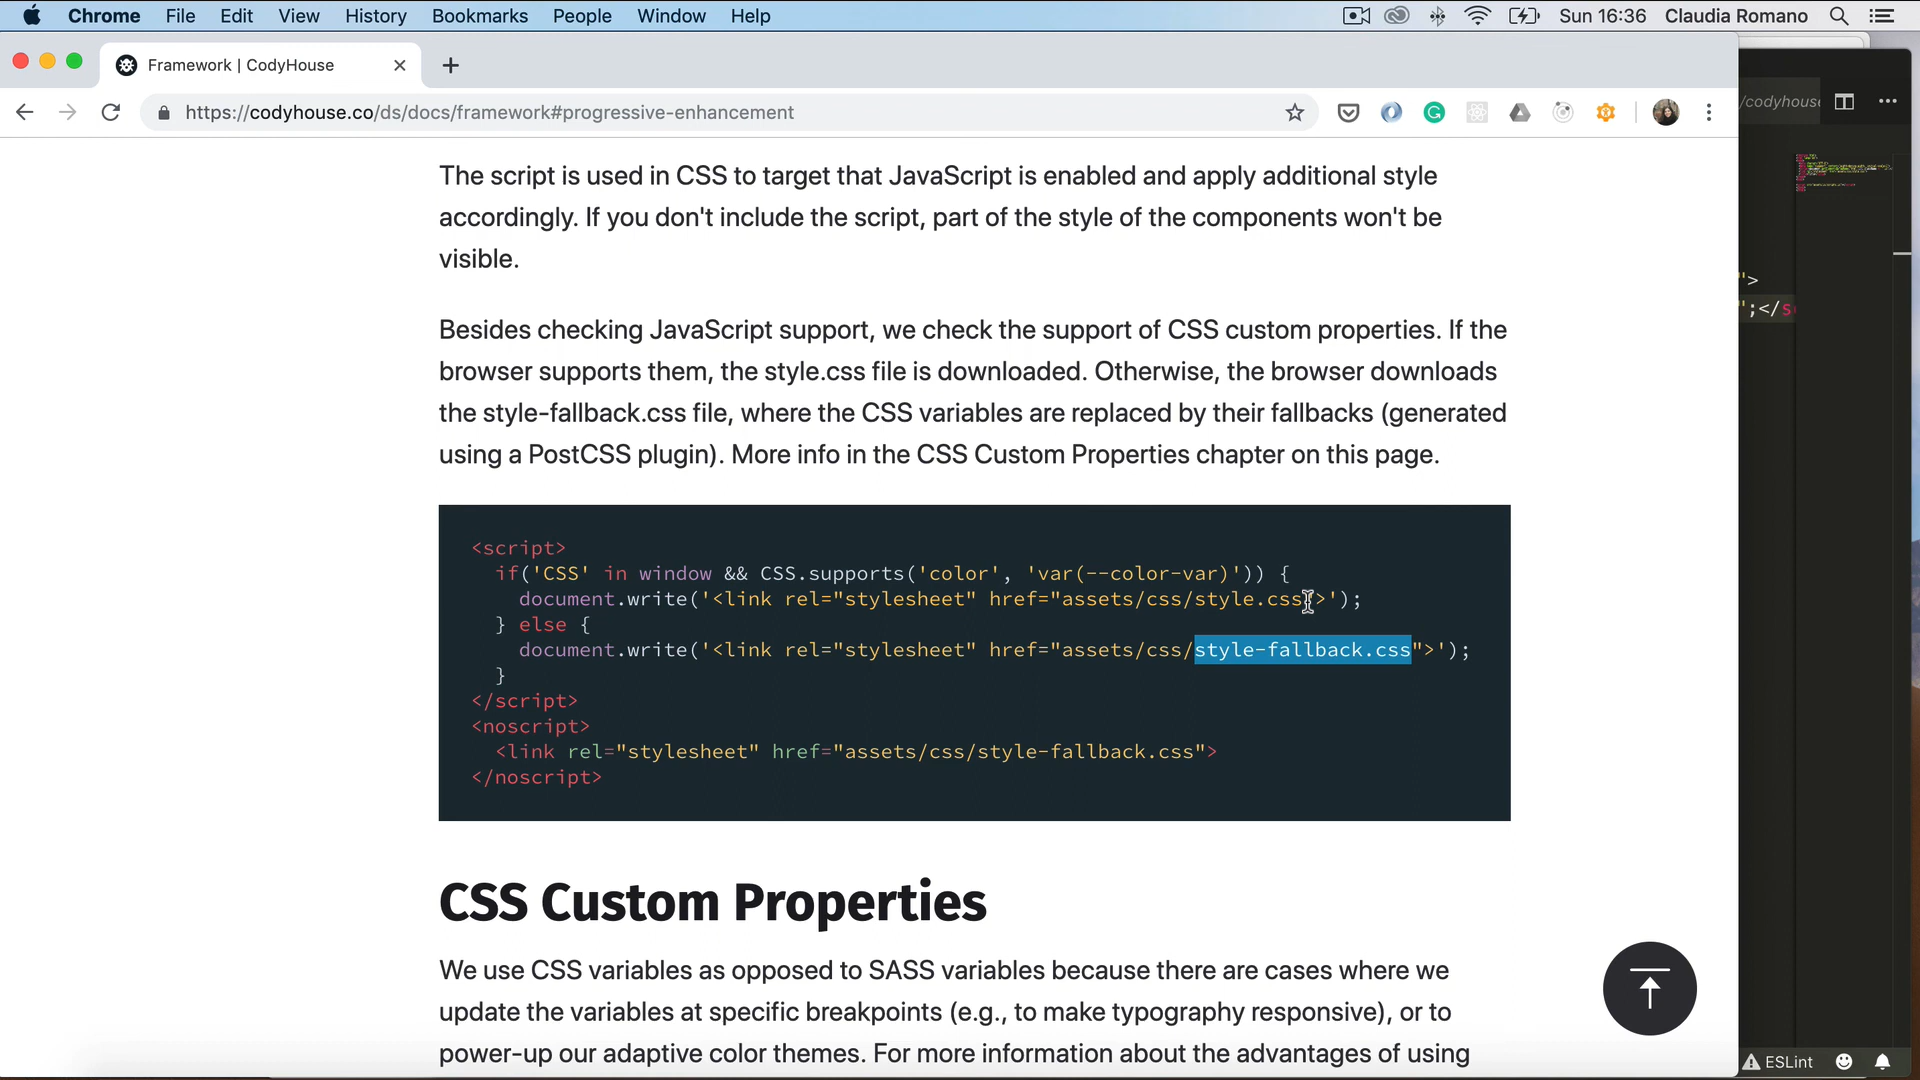 Chrome File Edit View History Bookmarks People Window Help Sun 16:36 Claudia Romano
Framework | CodyHouse
https://codyhouse.co/ds/docs/framework#progressive-enhancement
/codyhouse
The script is used in CSS to target that JavaScript is enabled and apply additional style
accordingly. If you don't include the script, part of the style of the components won't be
visible.
">
";</s
Besides checking JavaScript support, we check the support of CSS custom properties. If the
browser supports them, the style.css file is downloaded. Otherwise, the browser downloads
the style-fallback.css file, where the CSS variables are replaced by their fallbacks (generated
using a PostCSS plugin). More info in the CSS Custom Properties chapter on this page.
<script>
if('CSS' in window && CSS.supports('color', 'var(--color-var)')) {
document.write('<link rel="stylesheet" href="assets/css/style.css">');
} else {
document.write('<link rel="stylesheet" href="assets/css/style-fallback.css">');
}
</script>
<noscript>
<link rel="stylesheet" href="assets/css/style-fallback.css">
</noscript>
CSS Custom Properties
We use CSS variables as opposed to SASS variables because there are cases where we
update the variables at specific breakpoints (e.g., to make typography responsive), or to
power-up our adaptive color themes. For more information about the advantages of using
ESLint